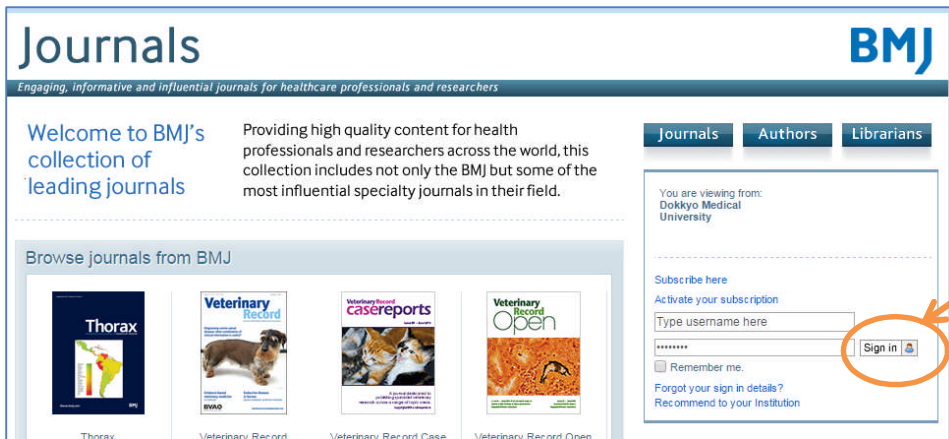 Journals
BMJ
Engaging, informative and influential journals for healthcare professionals and researchers
Welcome to BMJ's
collection of
leading journals
Providing high quality content for health
professionals and researchers across the world, this
collection includes not only the BMJ but some of the
most influential specialty journals in their field.
Journals Authors Librarians
You are viewing from:
Dokkyo Medical
University
Subscribe here
Activate your subscription
Type username here
******** Sign in
Remember me.
Forgot your sign in details?
Recommend to your Institution
Browse journals from BMJ
Thorax
BMJ
Veterinary
Record
BVA
Veterinary Record
casereports
Veterinary
Record
Open
Thorax
Veterinary Record
Veterinary Record Case
Veterinary Record Open